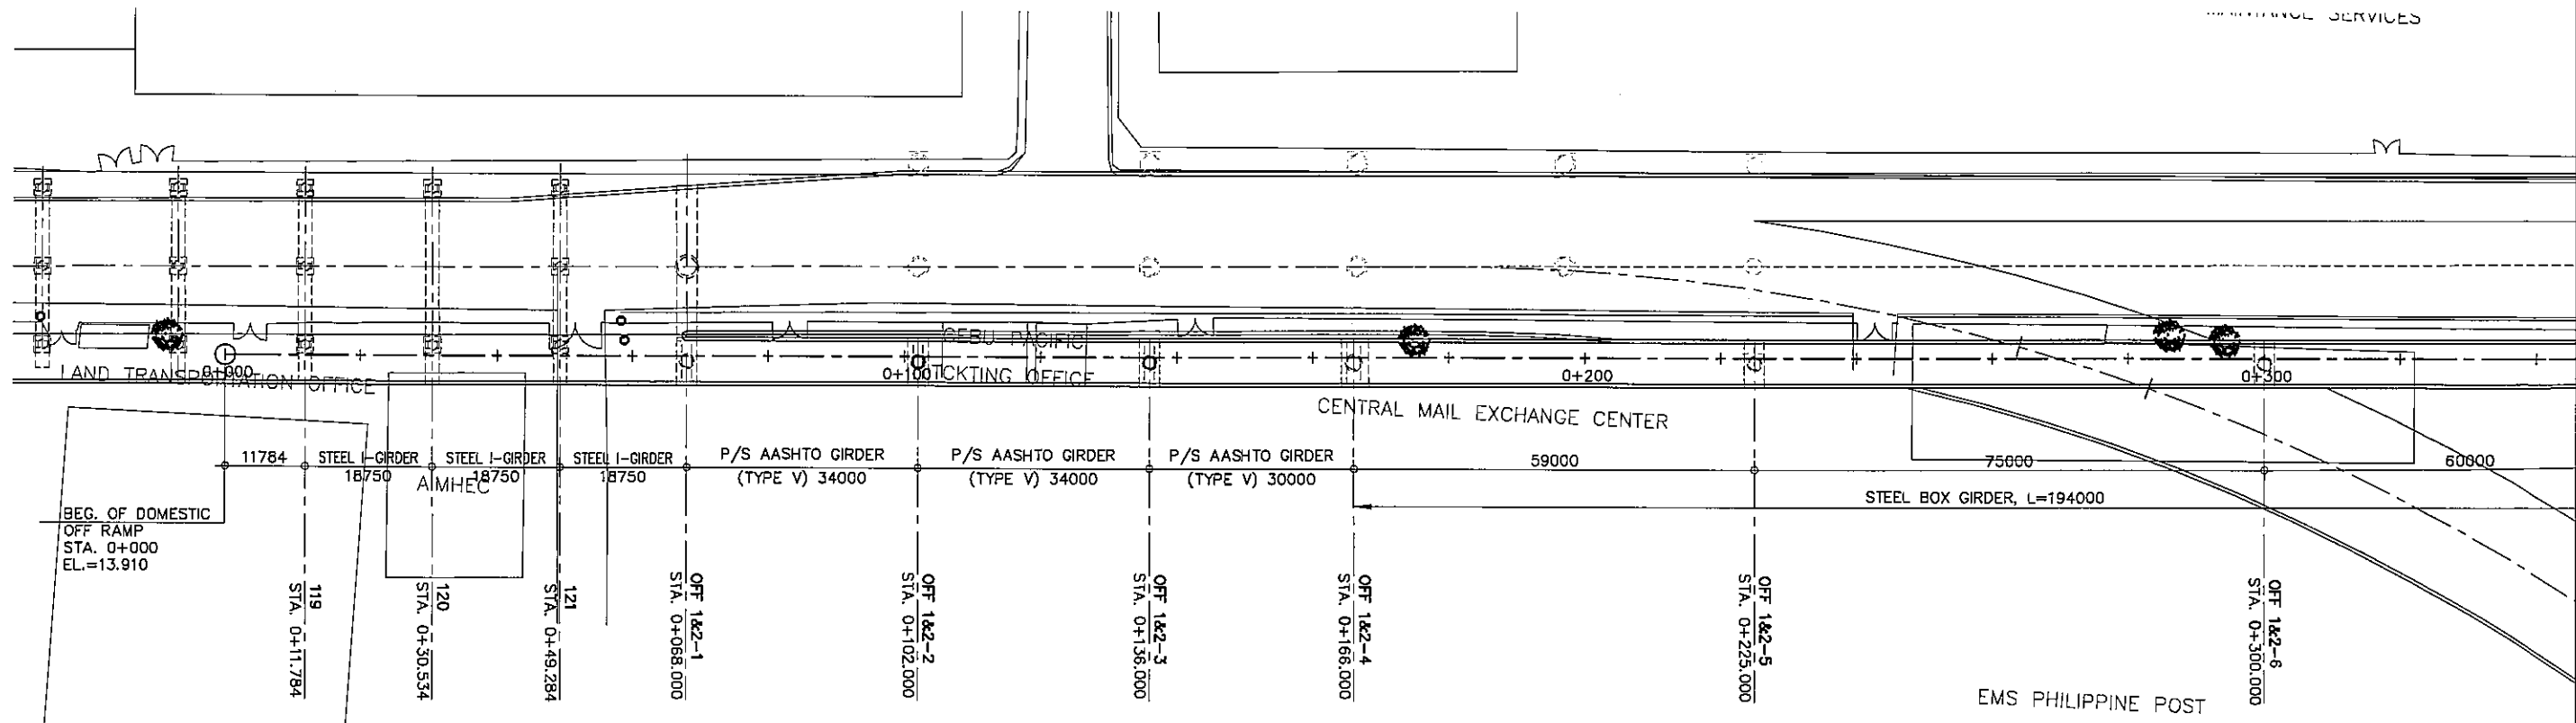 SERVICES
CEBU PACIFIC
TICKTING OFFICE
LAND TRANSPORTATION OFFICE
0+000
0+100
0+200
0+300
CENTRAL MAIL EXCHANGE CENTER
11784
STEEL I-GIRDER
18750
STEEL I-GIRDER
18750
STEEL I-GIRDER
18750
P/S AASHTO GIRDER
(TYPE V) 34000
P/S AASHTO GIRDER
(TYPE V) 34000
P/S AASHTO GIRDER
(TYPE V) 30000
59000
75000
60000
AIMHEC
STEEL BOX GIRDER, L=194000
BEG. OF DOMESTIC
OFF RAMP
STA. 0+000
EL.=13.910
119
STA. 0+11.784
120
STA. 0+30.534
121
STA. 0+49.284
OFF 1&2-1
STA. 0+068.000
OFF 1&2-2
STA. 0+102.000
OFF 1&2-3
STA. 0+136.000
OFF 1&2-4
STA. 0+166.000
OFF 1&2-5
STA. 0+225.000
OFF 1&2-6
STA. 0+300.000
EMS PHILIPPINE POST